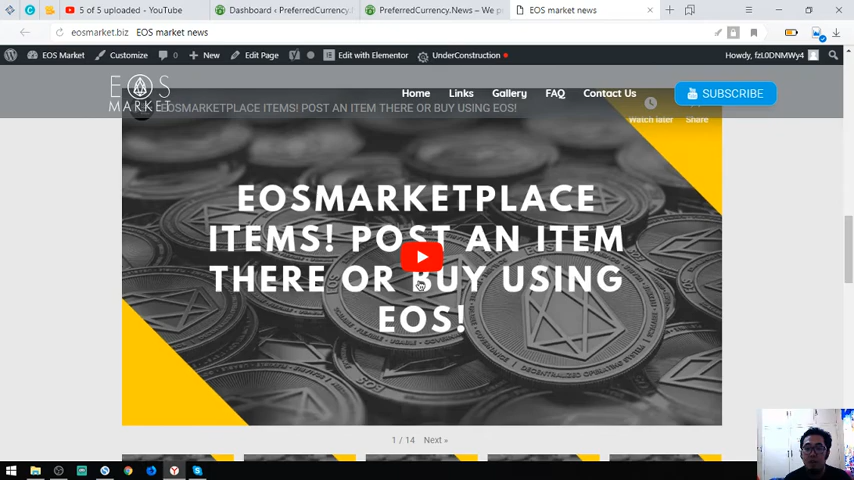 5 of 5 uploaded - YouTube
Dashboard ‹ PreferredCurrency.
PreferredCurrency.News ~ We p
EOS market news
eosmarket.biz EOS market news
EOS Market Customize 0 New Edit Page Edit with Elementor UnderConstruction Howdy, fzL0DNMWy4
EOS
MARKET
Home Links Gallery FAQ Contact Us SUBSCRIBE
EOSMARKETPLACE ITEMS! POST AN ITEM THERE OR BUY USING EOS!
Watch later Share
EOSMARKETPLACE
ITEMS! POST AN ITEM
THERE OR BUY USING
EOS!
1 / 14 Next »